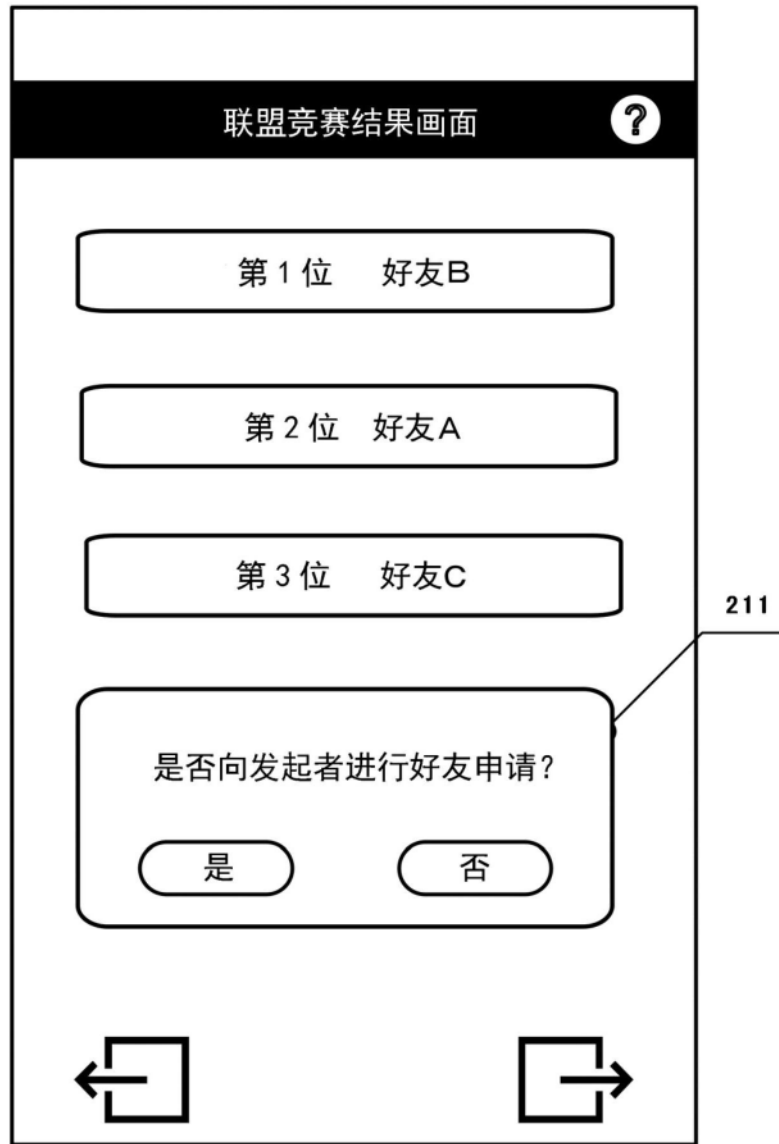 联盟竞赛结果画面 ?
第1位 好友B
第2位 好友A
第3位 好友C
211
是否向发起者进行好友申请?
是 否